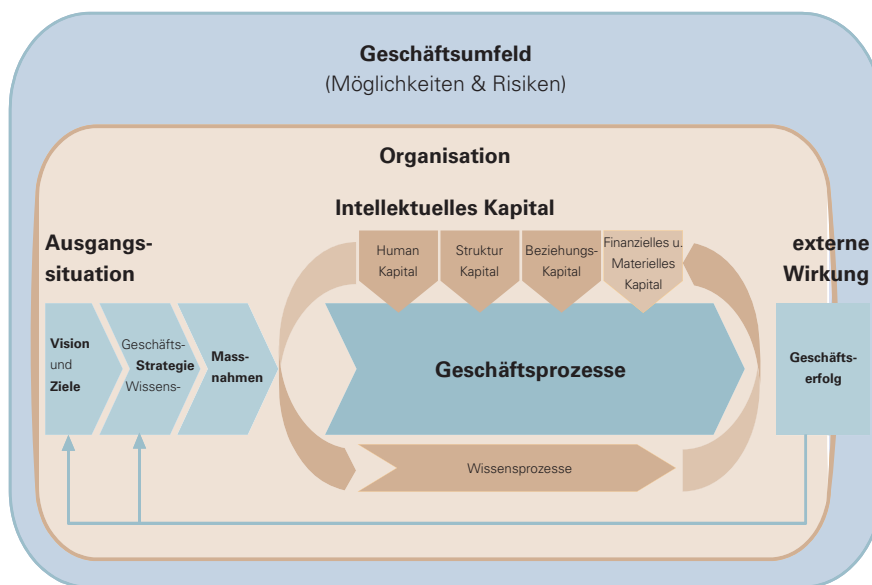 Geschäftsumfeld
(Möglichkeiten & Risiken)
Organisation
Intellektuelles Kapital
Ausgangs-
situation
Human
Kapital
Struktur
Kapital
Beziehungs-
Kapital
Finanzielles u.
Materielles
Kapital
externe
Wirkung
Vision
und
Ziele
Geschäfts-
Strategie
Wissens-
Mass-
nahmen
Geschäftsprozesse
Geschäfts-
erfolg
Wissensprozesse